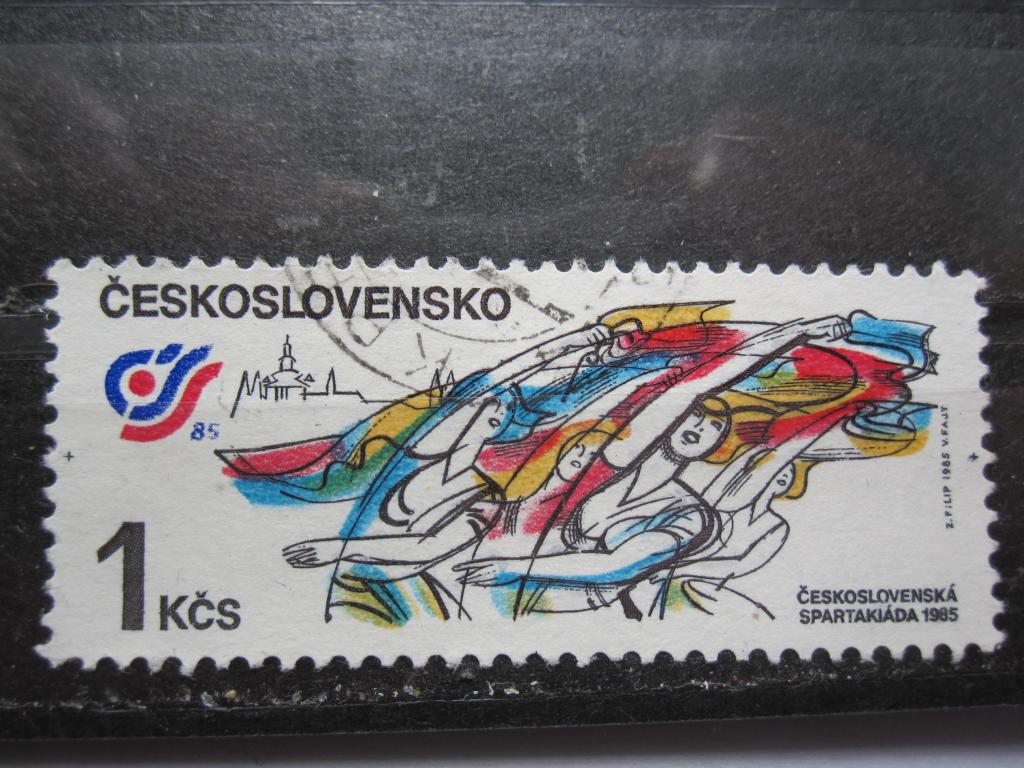 ČESKOSLOVENSKO
85
1 KČS
ČESKOSLOVENSKÁ
SPARTAKIÁDA 1985
Z. FILIP 1985 V. FAJT